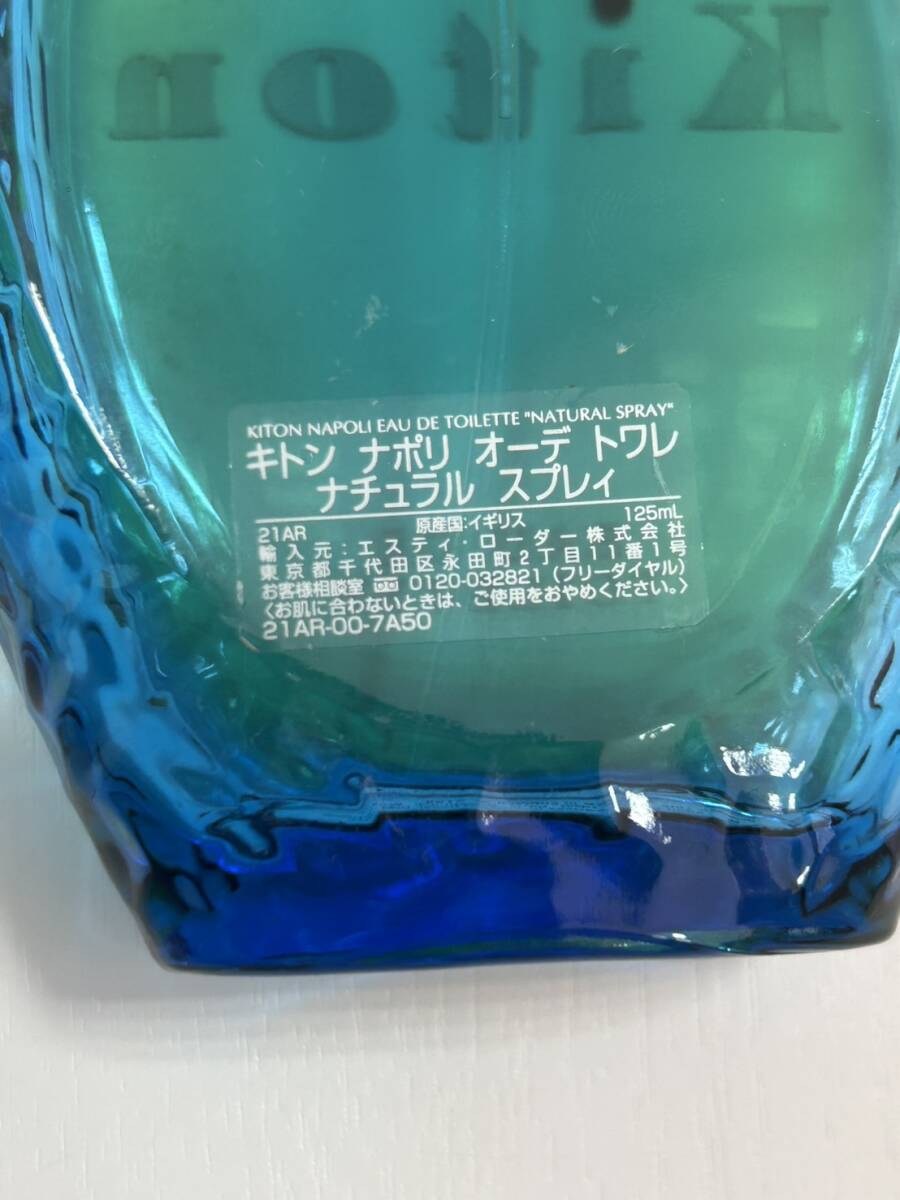 Kiton
KITON NAPOLI EAU DE TOILETTE "NATURAL SPRAY"
キトン ナポリ オーデ トワレ
ナチュラル スプレィ
21AR 原産国:イギリス 125mL
輸入元:エスティ・ローダー株式会社
東京都千代田区永田町2丁目11番1号
お客様相談室 0120-032821 (フリーダイヤル)
〈お肌に合わないときは、ご使用をおやめください。〉
21AR-00-7A50